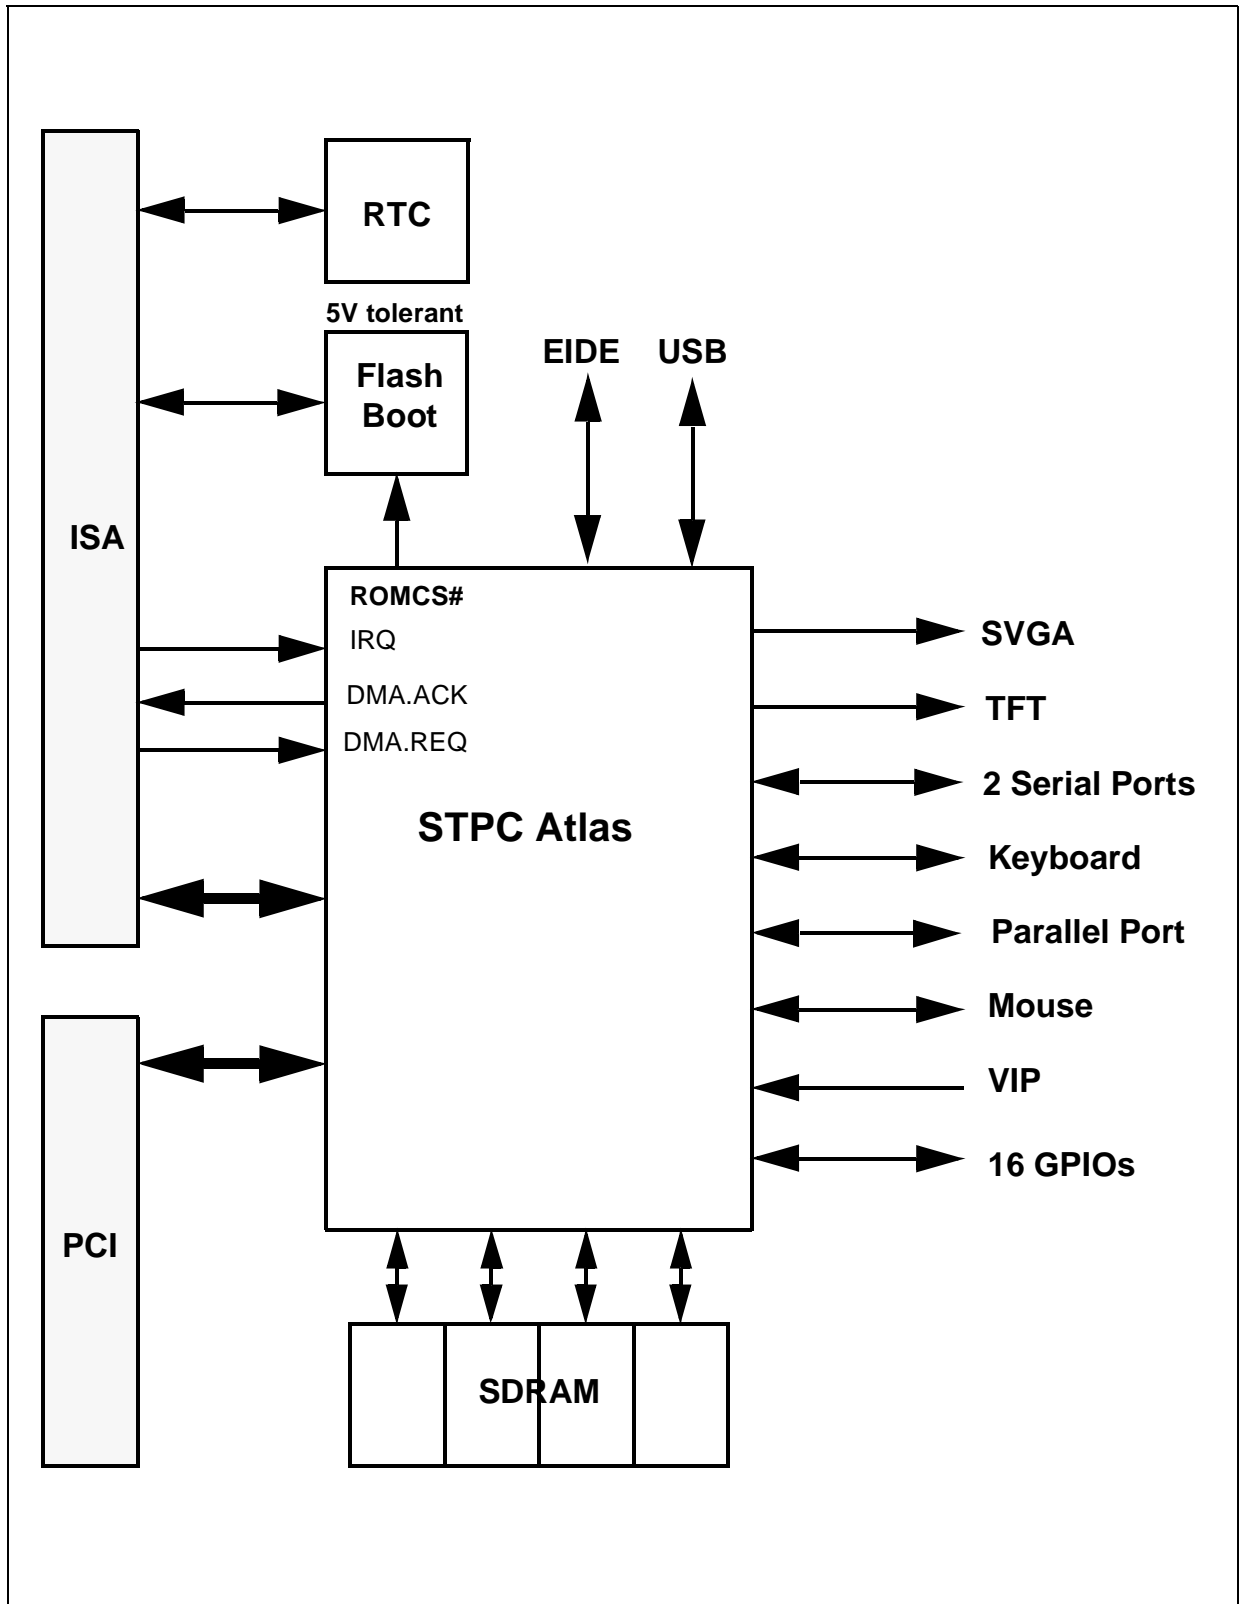 RTC
5V tolerant
Flash
Boot
EIDE
USB
ISA
ROMCS#
IRQ
DMA.ACK
DMA.REQ
STPC Atlas
SVGA
TFT
2 Serial Ports
Keyboard
Parallel Port
Mouse
VIP
16 GPIOs
PCI
SDRAM